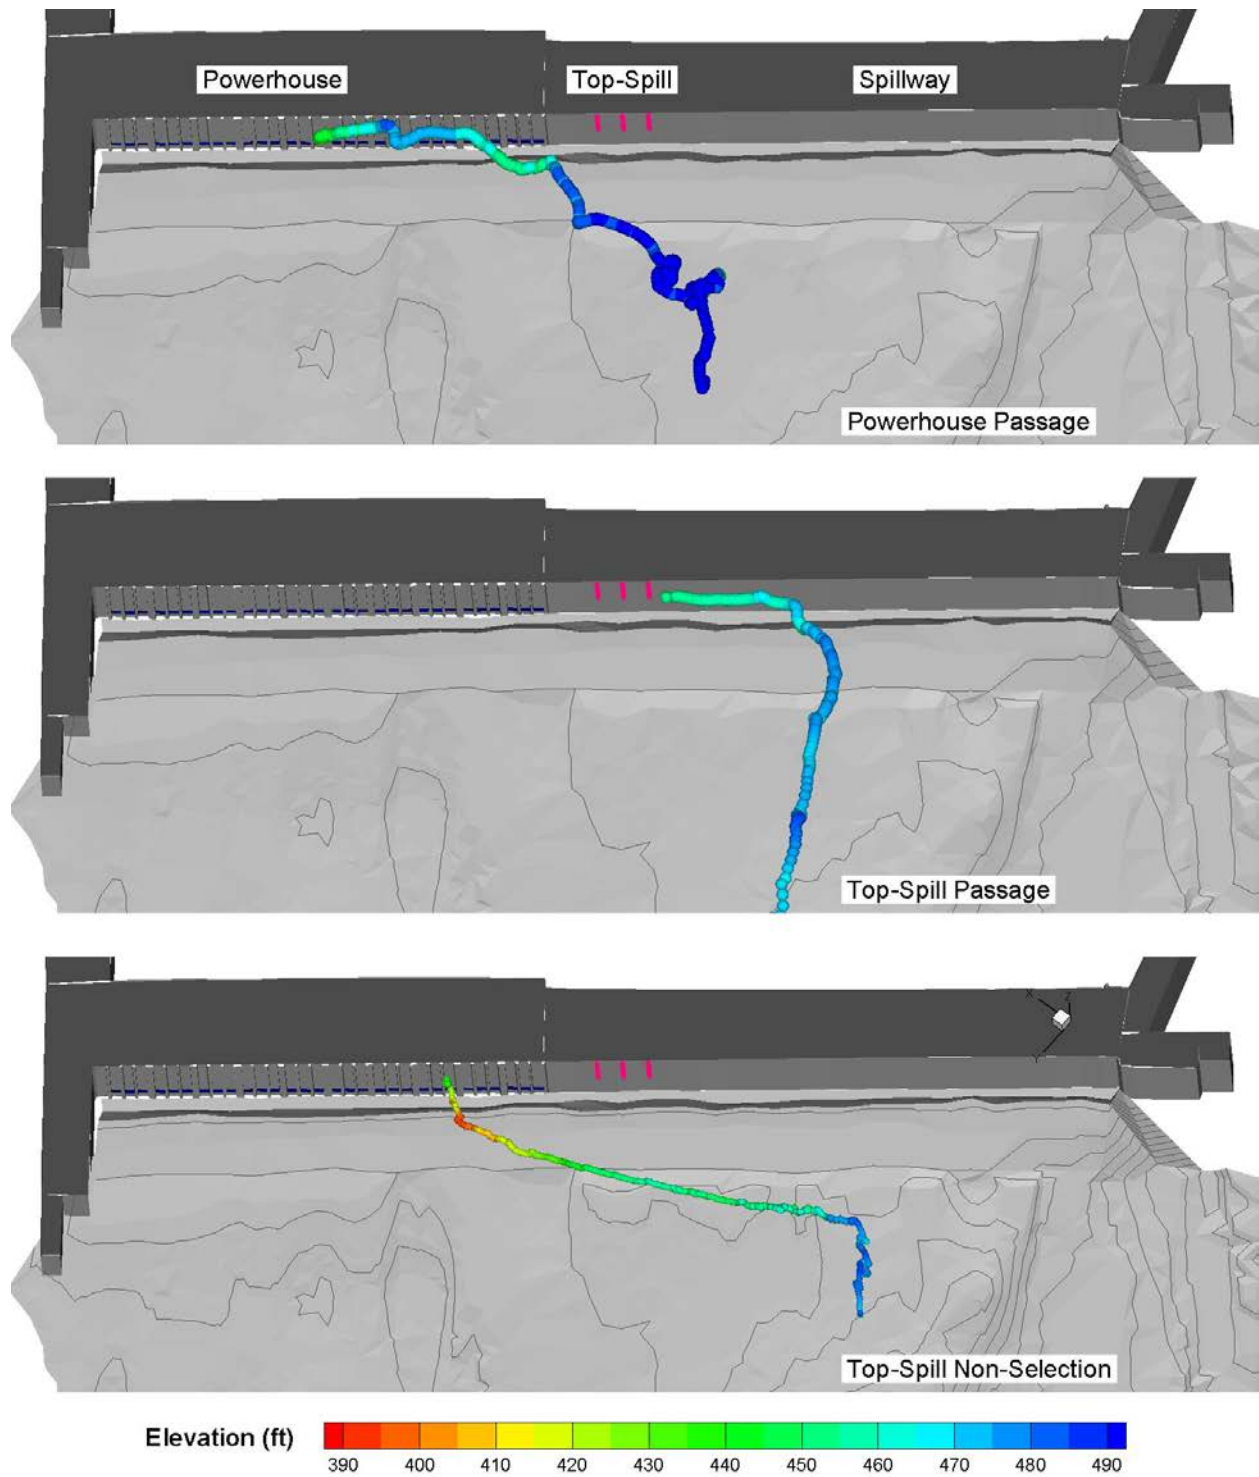 Powerhouse Top-Spill Spillway
Powerhouse Passage
Top-Spill Passage
X Z
Y
Top-Spill Non-Selection
Elevation (ft)
390 400 410 420 430 440 450 460 470 480 490